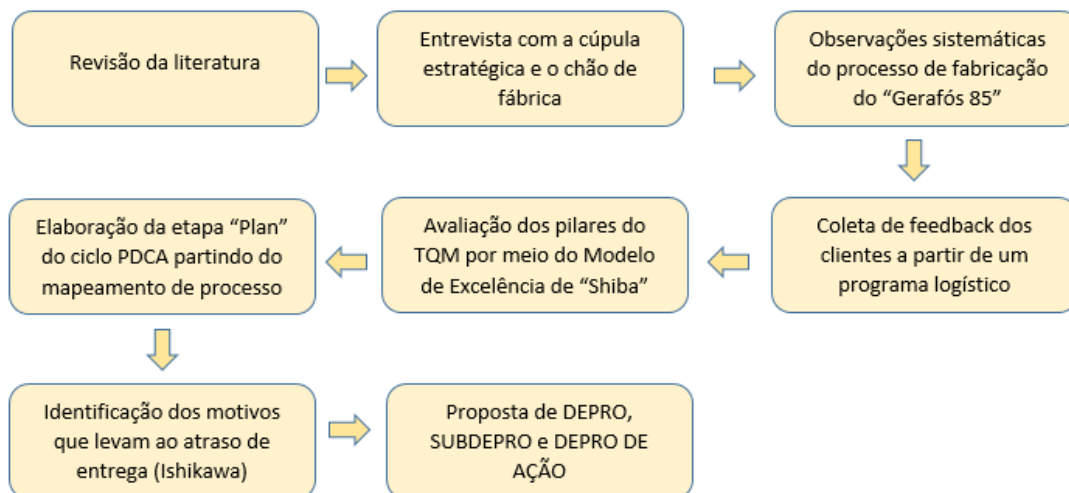 Revisão da literatura
Entrevista com a cúpula
estratégica e o chão de
fábrica
Observações sistemáticas
do processo de fabricação
do “Gerafós 85”
Coleta de feedback dos
clientes a partir de um
programa logístico
Avaliação dos pilares do
TQM por meio do Modelo
de Excelência de “Shiba”
Elaboração da etapa “Plan”
do ciclo PDCA partindo do
mapeamento de processo
Identificação dos motivos
que levam ao atraso de
entrega (Ishikawa)
Proposta de DEPRO,
SUBDEPRO e DEPRO DE
AÇÃO